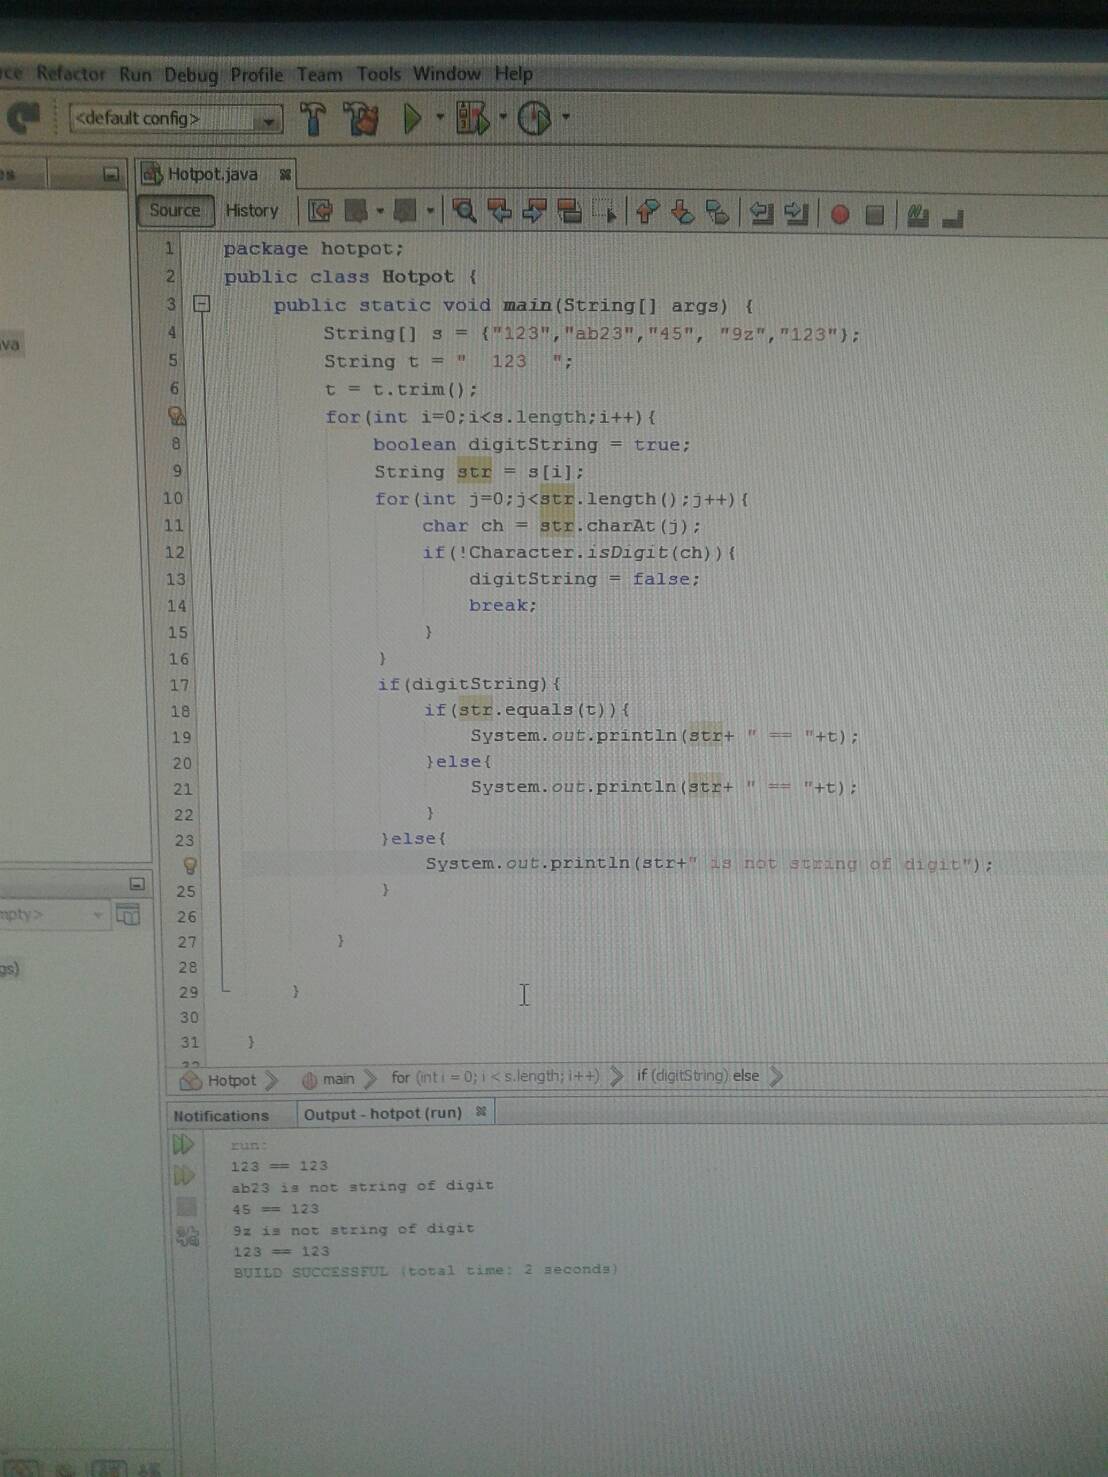 Refactor Run Debug Profile Team Tools Window Help
<default config>
Hotpot.java
Source History
1 package hotpot;
2 public class Hotpot {
3 public static void main(String[] args) {
4 String[] s = {"123","ab23","45", "9z","123"};
5 String t = "  123  ";
6 t = t.trim();
for(int i=0;i<s.length;i++){
8 boolean digitString = true;
9 String str = s[i];
10 for(int j=0;j<str.length();j++){
11 char ch = str.charAt(j);
12 if(!Character.isDigit(ch)){
13 digitString = false;
14 break;
15 }
16 }
17 if(digitString){
18 if(str.equals(t)){
19 System.out.println(str+ " == "+t);
20 }else{
21 System.out.println(str+ " == "+t);
22 }
23 }else{
System.out.println(str+" is not string of digit");
25 }
26
27 }
28
29 }
30
31 }
Hotpot main for (int i = 0; i < s.length; i++) if (digitString) else
Notifications Output - hotpot (run)
run:
123 == 123
ab23 is not string of digit
45 == 123
9z is not string of digit
123 == 123
BUILD SUCCESSFUL (total time: 2 seconds)